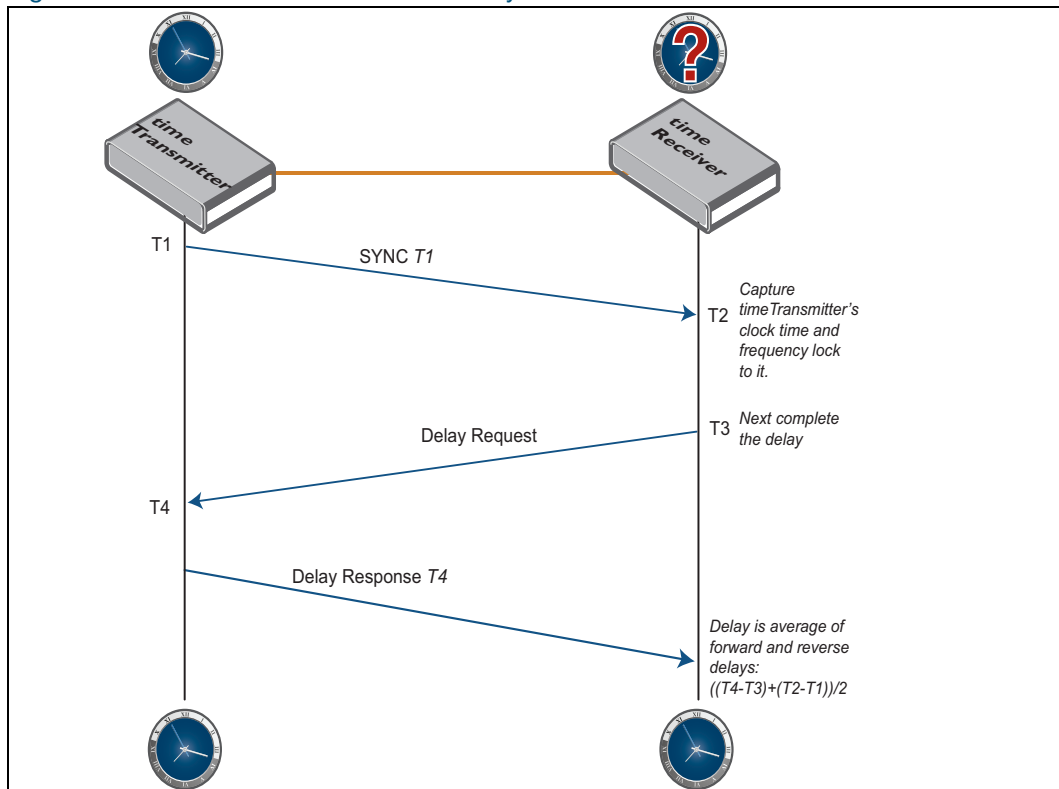 time
Transmitter
time
Receiver
T1
SYNC T1
T2
Capture
timeTransmitter's
clock time and
frequency lock
to it.
T3
Next complete
the delay
Delay Request
T4
Delay Response T4
Delay is average of
forward and reverse
delays:
((T4-T3)+(T2-T1))/2